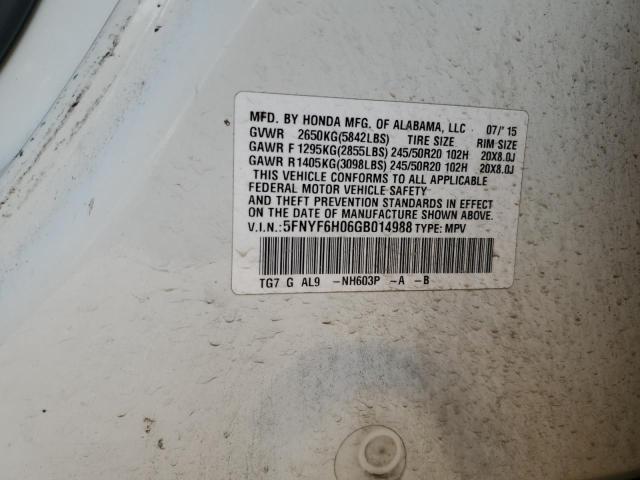 MFD. BY HONDA MFG. OF ALABAMA, LLC 07/'15
GVWR 2650KG(5842LBS) TIRE SIZE RIM SIZE
GAWR F 1295KG(2855LBS) 245/50R20 102H 20X8.0J
GAWR R1405KG(3098LBS) 245/50R20 102H 20X8.0J
THIS VEHICLE CONFORMS TO ALL APPLICABLE
FEDERAL MOTOR VEHICLE SAFETY
AND THEFT PREVENTION STANDARDS IN EFFECT
ON THE DATE OF MANUFACTURE SHOWN ABOVE.
V.I.N.:5FNYF6H06GB014988 TYPE: MPV
TG7 G AL9 -NH603P -A -B